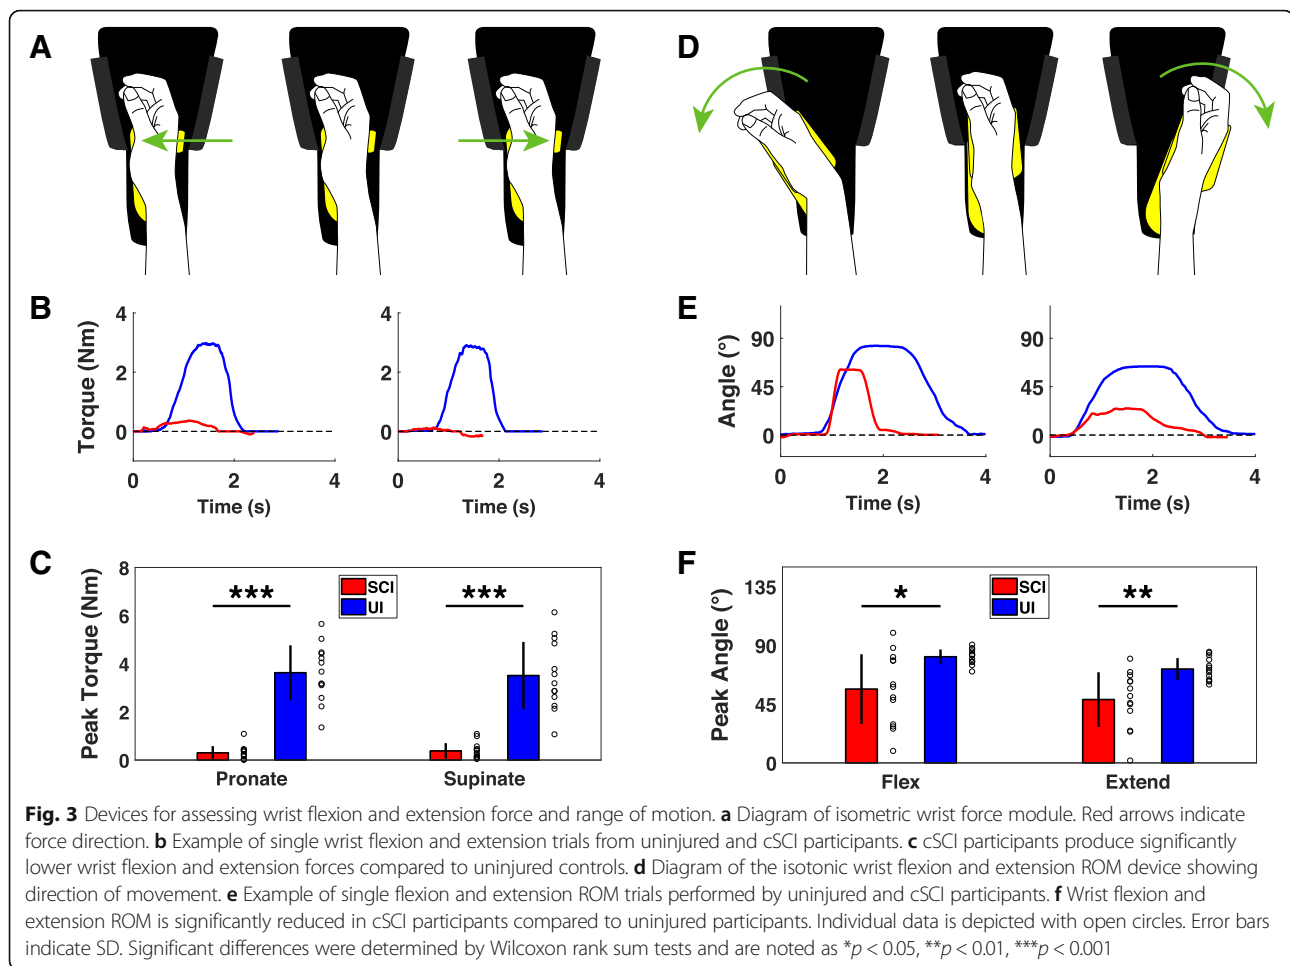 A
D
B
4
2
0
Torque (Nm)
0
2
4
Time (s)
4
2
0
0
2
4
Time (s)
E
90
45
0
Angle (°)
0
2
4
Time (s)
90
45
0
0
2
4
Time (s)
C
8
6
4
2
0
Peak Torque (Nm)
***
SCI
UI
***
Pronate
Supinate
F
135
90
45
0
Peak Angle (°)
*
SCI
UI
**
Flex
Extend
Fig. 3 Devices for assessing wrist flexion and extension force and range of motion. a Diagram of isometric wrist force module. Red arrows indicate
force direction. b Example of single wrist flexion and extension trials from uninjured and cSCI participants. c cSCI participants produce significantly
lower wrist flexion and extension forces compared to uninjured controls. d Diagram of the isotonic wrist flexion and extension ROM device showing
direction of movement. e Example of single flexion and extension ROM trials performed by uninjured and cSCI participants. f Wrist flexion and
extension ROM is significantly reduced in cSCI participants compared to uninjured participants. Individual data is depicted with open circles. Error bars
indicate SD. Significant differences were determined by Wilcoxon rank sum tests and are noted as *p < 0.05, **p < 0.01, ***p < 0.001